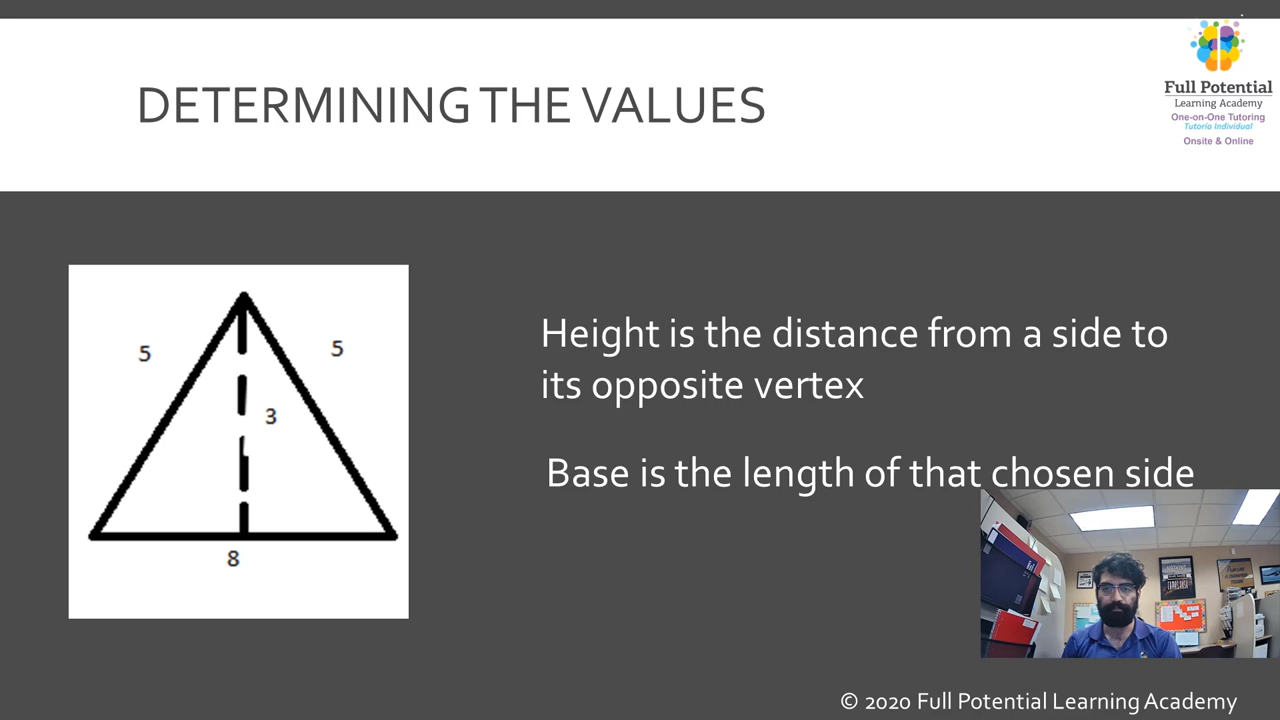 DETERMINING THE VALUES
Full Potential
Learning Academy
One-on-One Tutoring
Tutoría Individual
Onsite & Online
5
5
3
8
Height is the distance from a side to
its opposite vertex
Base is the length of that chosen side
© 2020 Full Potential Learning Academy